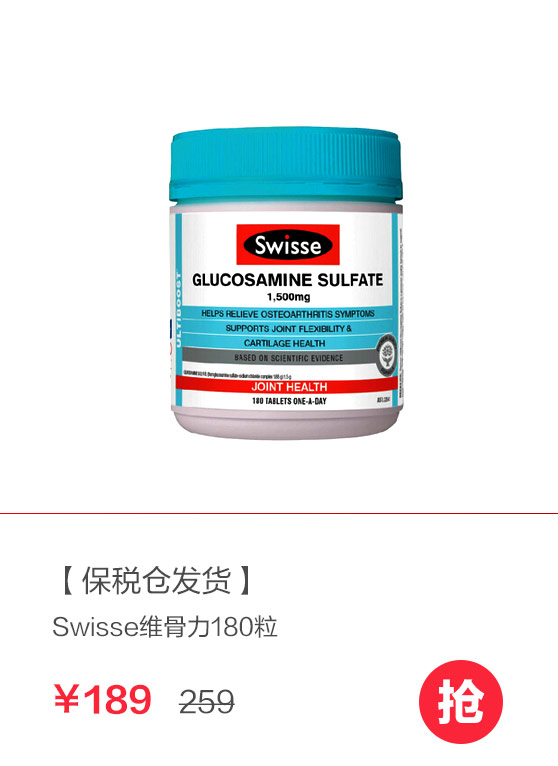 Swisse
GLUCOSAMINE SULFATE
1,500mg
HELPS RELIEVE OSTEOARTHRITIS SYMPTOMS
SUPPORTS JOINT FLEXIBILITY &
CARTILAGE HEALTH
BASED ON SCIENTIFIC EVIDENCE
JOINT HEALTH
180 TABLETS ONE-A-DAY
ULTIBOOST
【保税仓发货】
Swisse维骨力180粒
¥189 259
抢